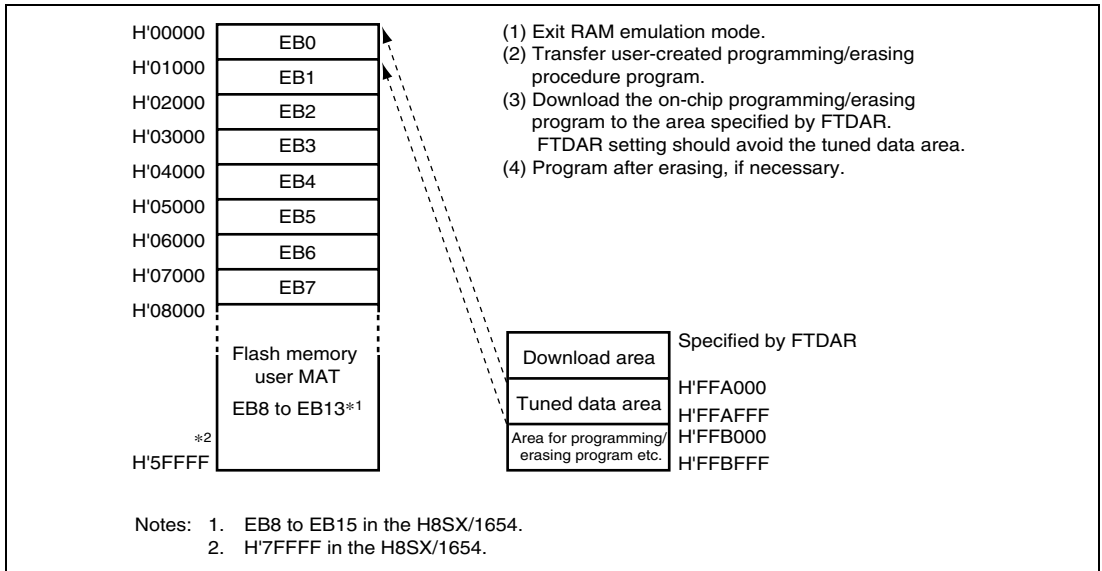 H'00000
EB0
H'01000
EB1
H'02000
EB2
H'03000
EB3
H'04000
EB4
H'05000
EB5
H'06000
EB6
H'07000
EB7
H'08000
Flash memory
user MAT
EB8 to EB13*1
*2
H'5FFFF
(1) Exit RAM emulation mode.
(2) Transfer user-created programming/erasing
procedure program.
(3) Download the on-chip programming/erasing
program to the area specified by FTDAR.
FTDAR setting should avoid the tuned data area.
(4) Program after erasing, if necessary.
Download area
Specified by FTDAR
Tuned data area
H'FFA000
H'FFAFFF
Area for programming/
erasing program etc.
H'FFB000
H'FFBFFF
Notes: 1. EB8 to EB15 in the H8SX/1654.
2. H'7FFFF in the H8SX/1654.